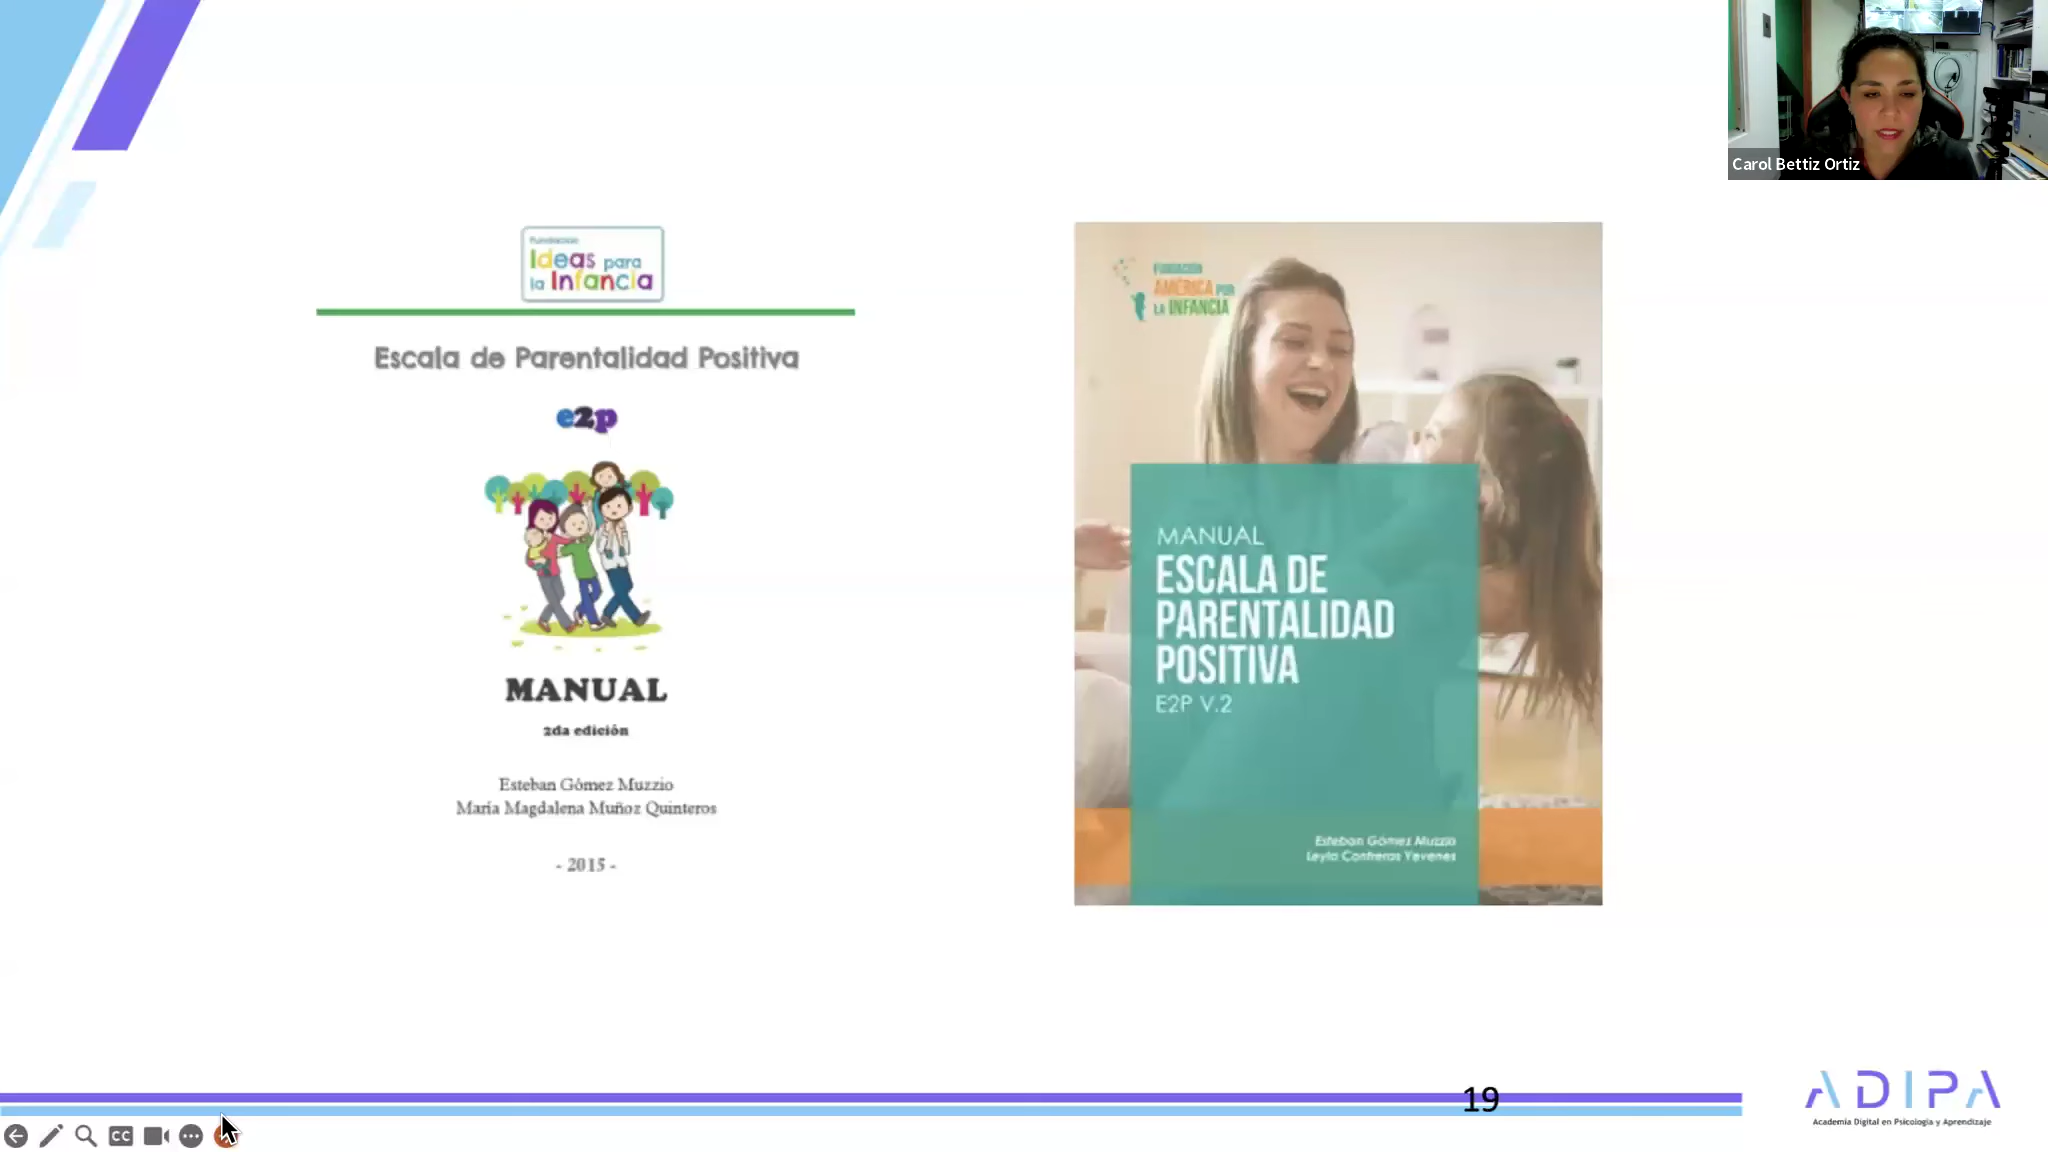 Carol Bettiz Ortiz
Fundación
Ideas para
la Infancia
Escala de Parentalidad Positiva
e2p
MANUAL
2da edición
Esteban Gómez Muzzio
María Magdalena Muñoz Quinteros
- 2015 -
FUNDACIÓN
AMÉRICA POR
LA INFANCIA
MANUAL
ESCALA DE
PARENTALIDAD
POSITIVA
E2P V.2
Esteban Gómez Muzzio
Leyla Contreras Yevenes
19
ADIPA
Academia Digital en Psicología y Aprendizaje
CC